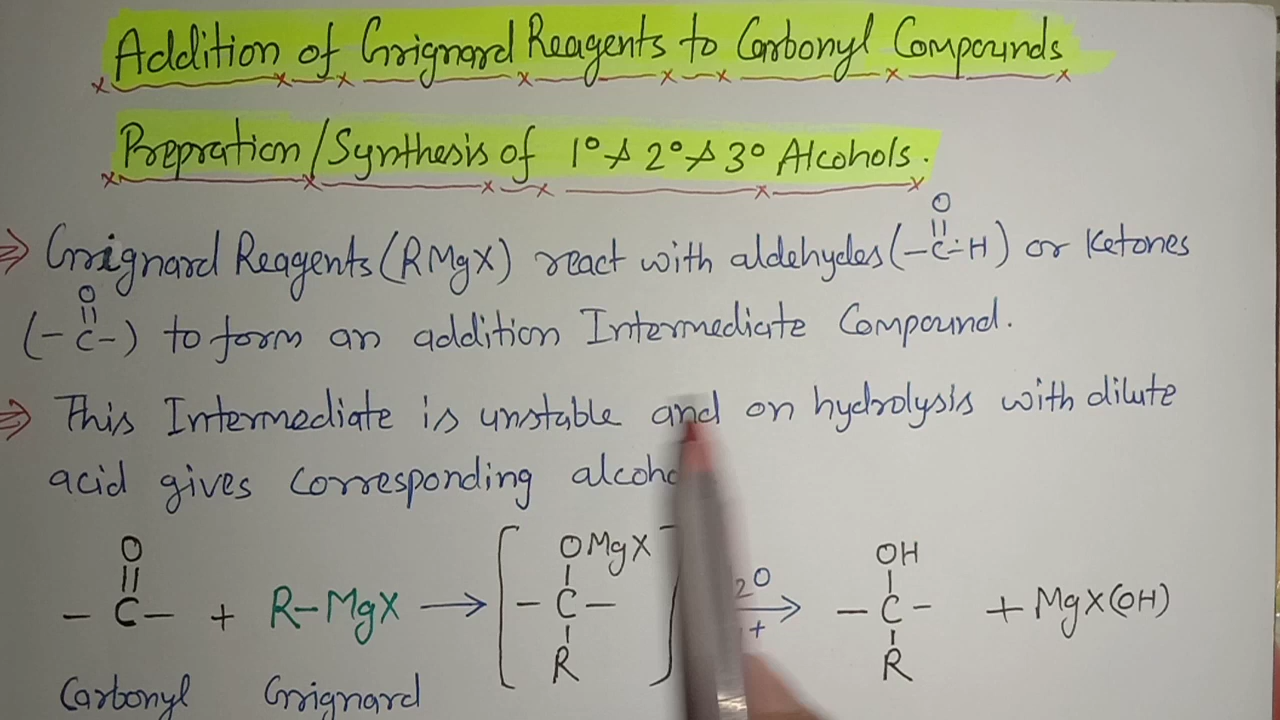 Addition of Grignard Reagents to Carbonyl Compounds
Prepration/Synthesis of 1°, 2°, 3° Alcohols.
⇒ Grignard Reagents (RMgX) react with aldehydes (-C-H) or Ketones
O
||
O
||
(-C-) to form an addition Intermediate Compound.
⇒ This Intermediate is unstable and on hydrolysis with dilute
acid gives corresponding
O
||
-C- + R-MgX → [ -C- ] 2O + → -C- + MgX(OH)
OMgX
R
OH
R
Carbonyl Grignard